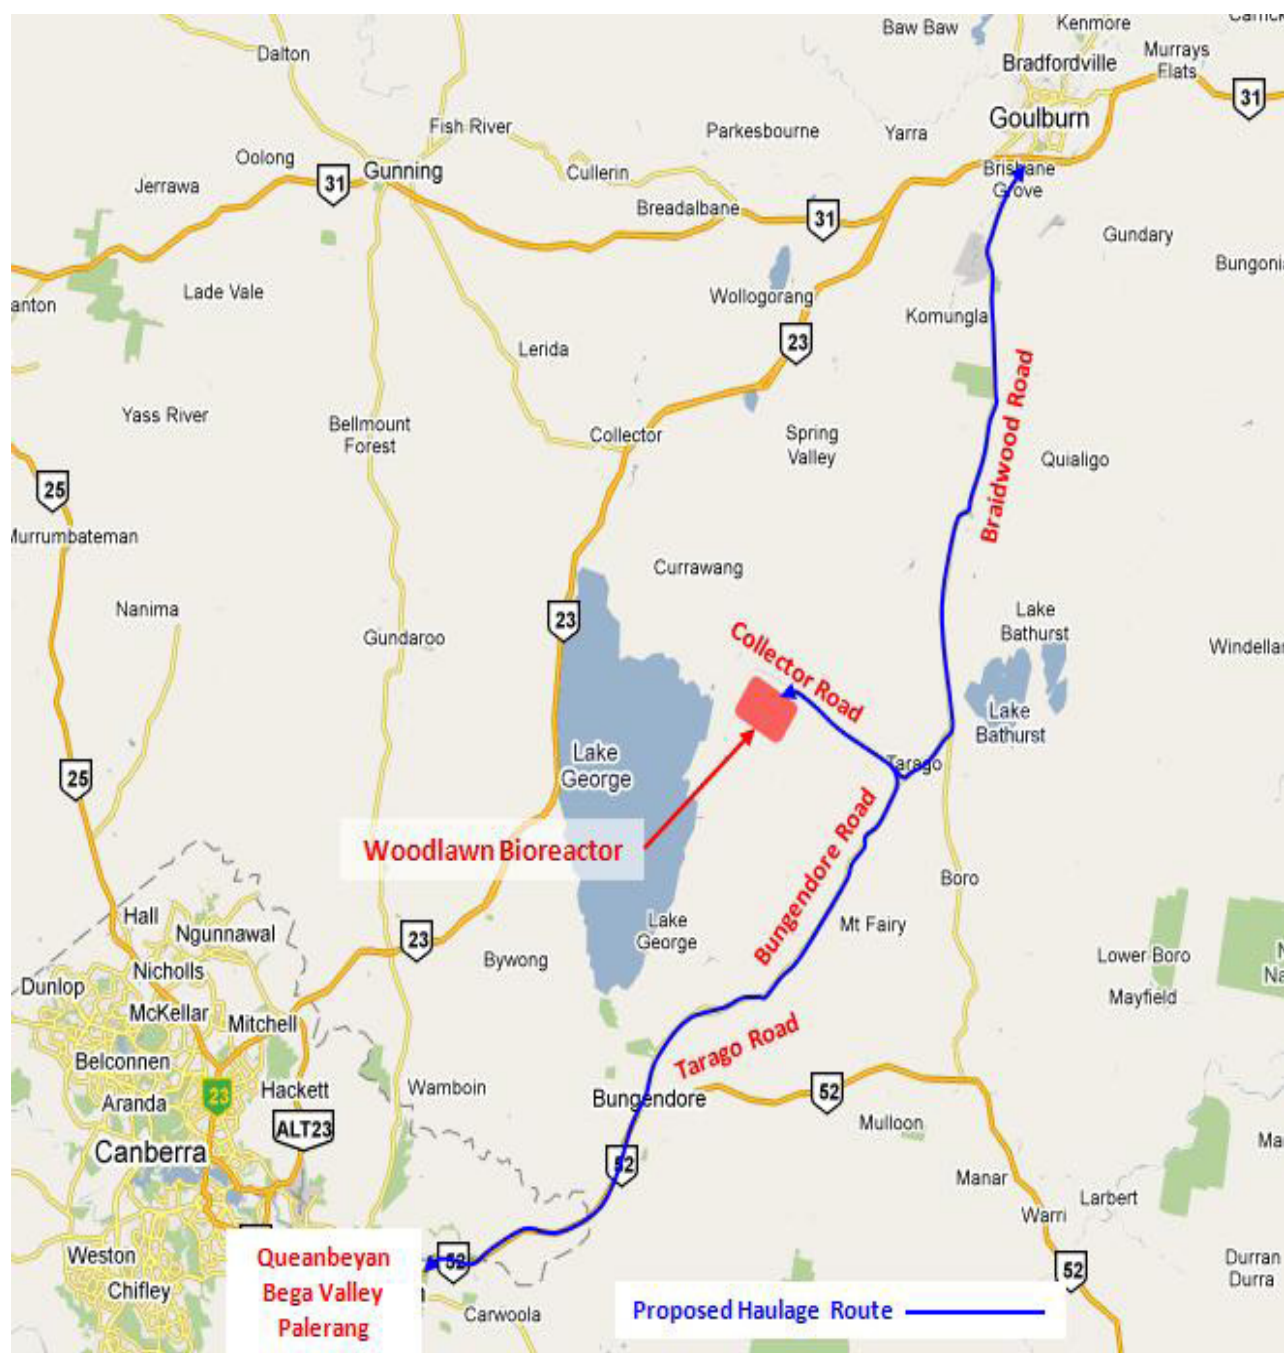 Baw Baw
Kenmore
Dalton
Bradfordville
Murrays
Flats
31
Goulburn
Fish River
Parkesbourne
Yarra
Oolong
Gunning
Cullerin
Brisbane
Grove
31
Jerrawa
Breadalbane
31
Gundary
Lade Vale
Wollogorang
Komungla
23
Lerida
Braidwood Road
Yass River
Bellmount
Forest
Collector
Spring
Valley
Quialigo
25
Murrumbateman
Currawang
Nanima
23
Gundaroo
Lake
Bathurst
Collector Road
Lake
Bathurst
25
Lake
George
Tarago
Woodlawn Bioreactor
Bungendore Road
Boro
Hall
Ngunnawal
23
Lake
George
Mt Fairy
Bywong
Nicholls
Dunlop
Lower Boro
Mayfield
McKellar
Mitchell
Tarago Road
Belconnen
Hackett
Wamboin
23
Aranda
Bungendore
52
Mulloon
ALT23
Canberra
52
Manar
Larbert
Warri
Weston
Chifley
Queanbeyan
Bega Valley
Palerang
52
Carwoola
Proposed Haulage Route
52
Durran
Durra